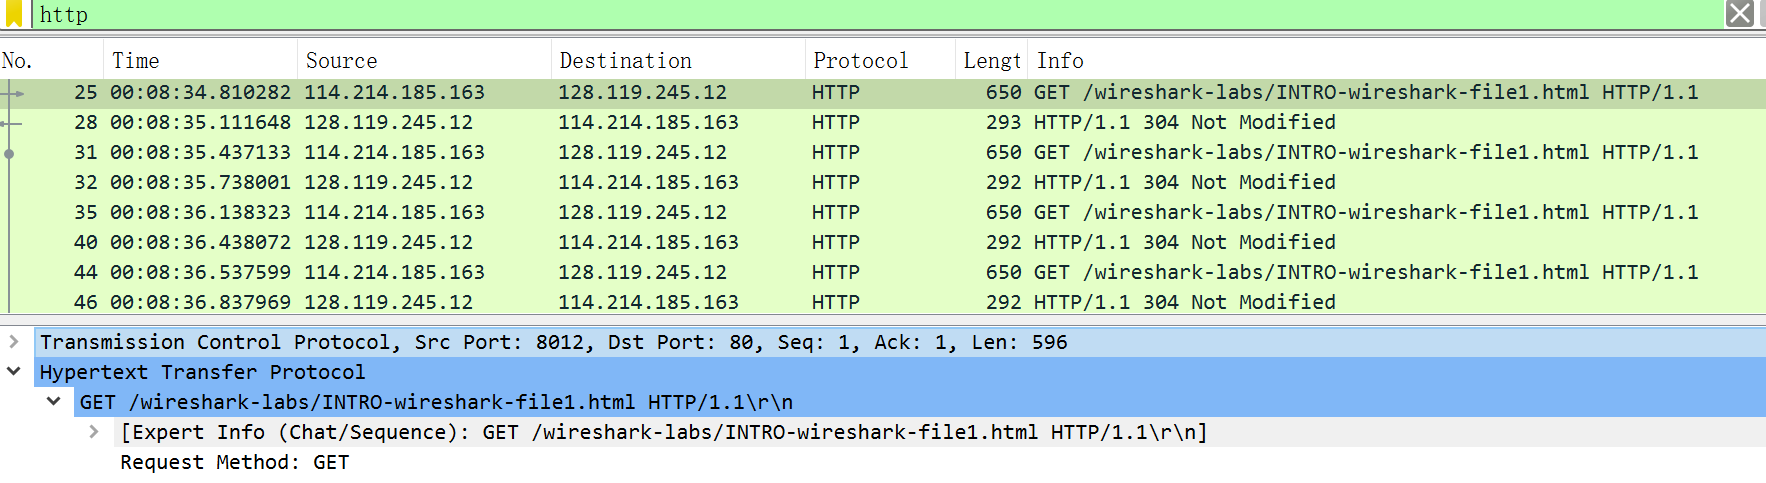 http
No. Time Source Destination Protocol Lengt Info
25 00:08:34.810282 114.214.185.163 128.119.245.12 HTTP 650 GET /wireshark-labs/INTRO-wireshark-file1.html HTTP/1.1
28 00:08:35.111648 128.119.245.12 114.214.185.163 HTTP 293 HTTP/1.1 304 Not Modified
31 00:08:35.437133 114.214.185.163 128.119.245.12 HTTP 650 GET /wireshark-labs/INTRO-wireshark-file1.html HTTP/1.1
32 00:08:35.738001 128.119.245.12 114.214.185.163 HTTP 292 HTTP/1.1 304 Not Modified
35 00:08:36.138323 114.214.185.163 128.119.245.12 HTTP 650 GET /wireshark-labs/INTRO-wireshark-file1.html HTTP/1.1
40 00:08:36.438072 128.119.245.12 114.214.185.163 HTTP 292 HTTP/1.1 304 Not Modified
44 00:08:36.537599 114.214.185.163 128.119.245.12 HTTP 650 GET /wireshark-labs/INTRO-wireshark-file1.html HTTP/1.1
46 00:08:36.837969 128.119.245.12 114.214.185.163 HTTP 292 HTTP/1.1 304 Not Modified
Transmission Control Protocol, Src Port: 8012, Dst Port: 80, Seq: 1, Ack: 1, Len: 596
Hypertext Transfer Protocol
GET /wireshark-labs/INTRO-wireshark-file1.html HTTP/1.1\r\n
[Expert Info (Chat/Sequence): GET /wireshark-labs/INTRO-wireshark-file1.html HTTP/1.1\r\n]
Request Method: GET